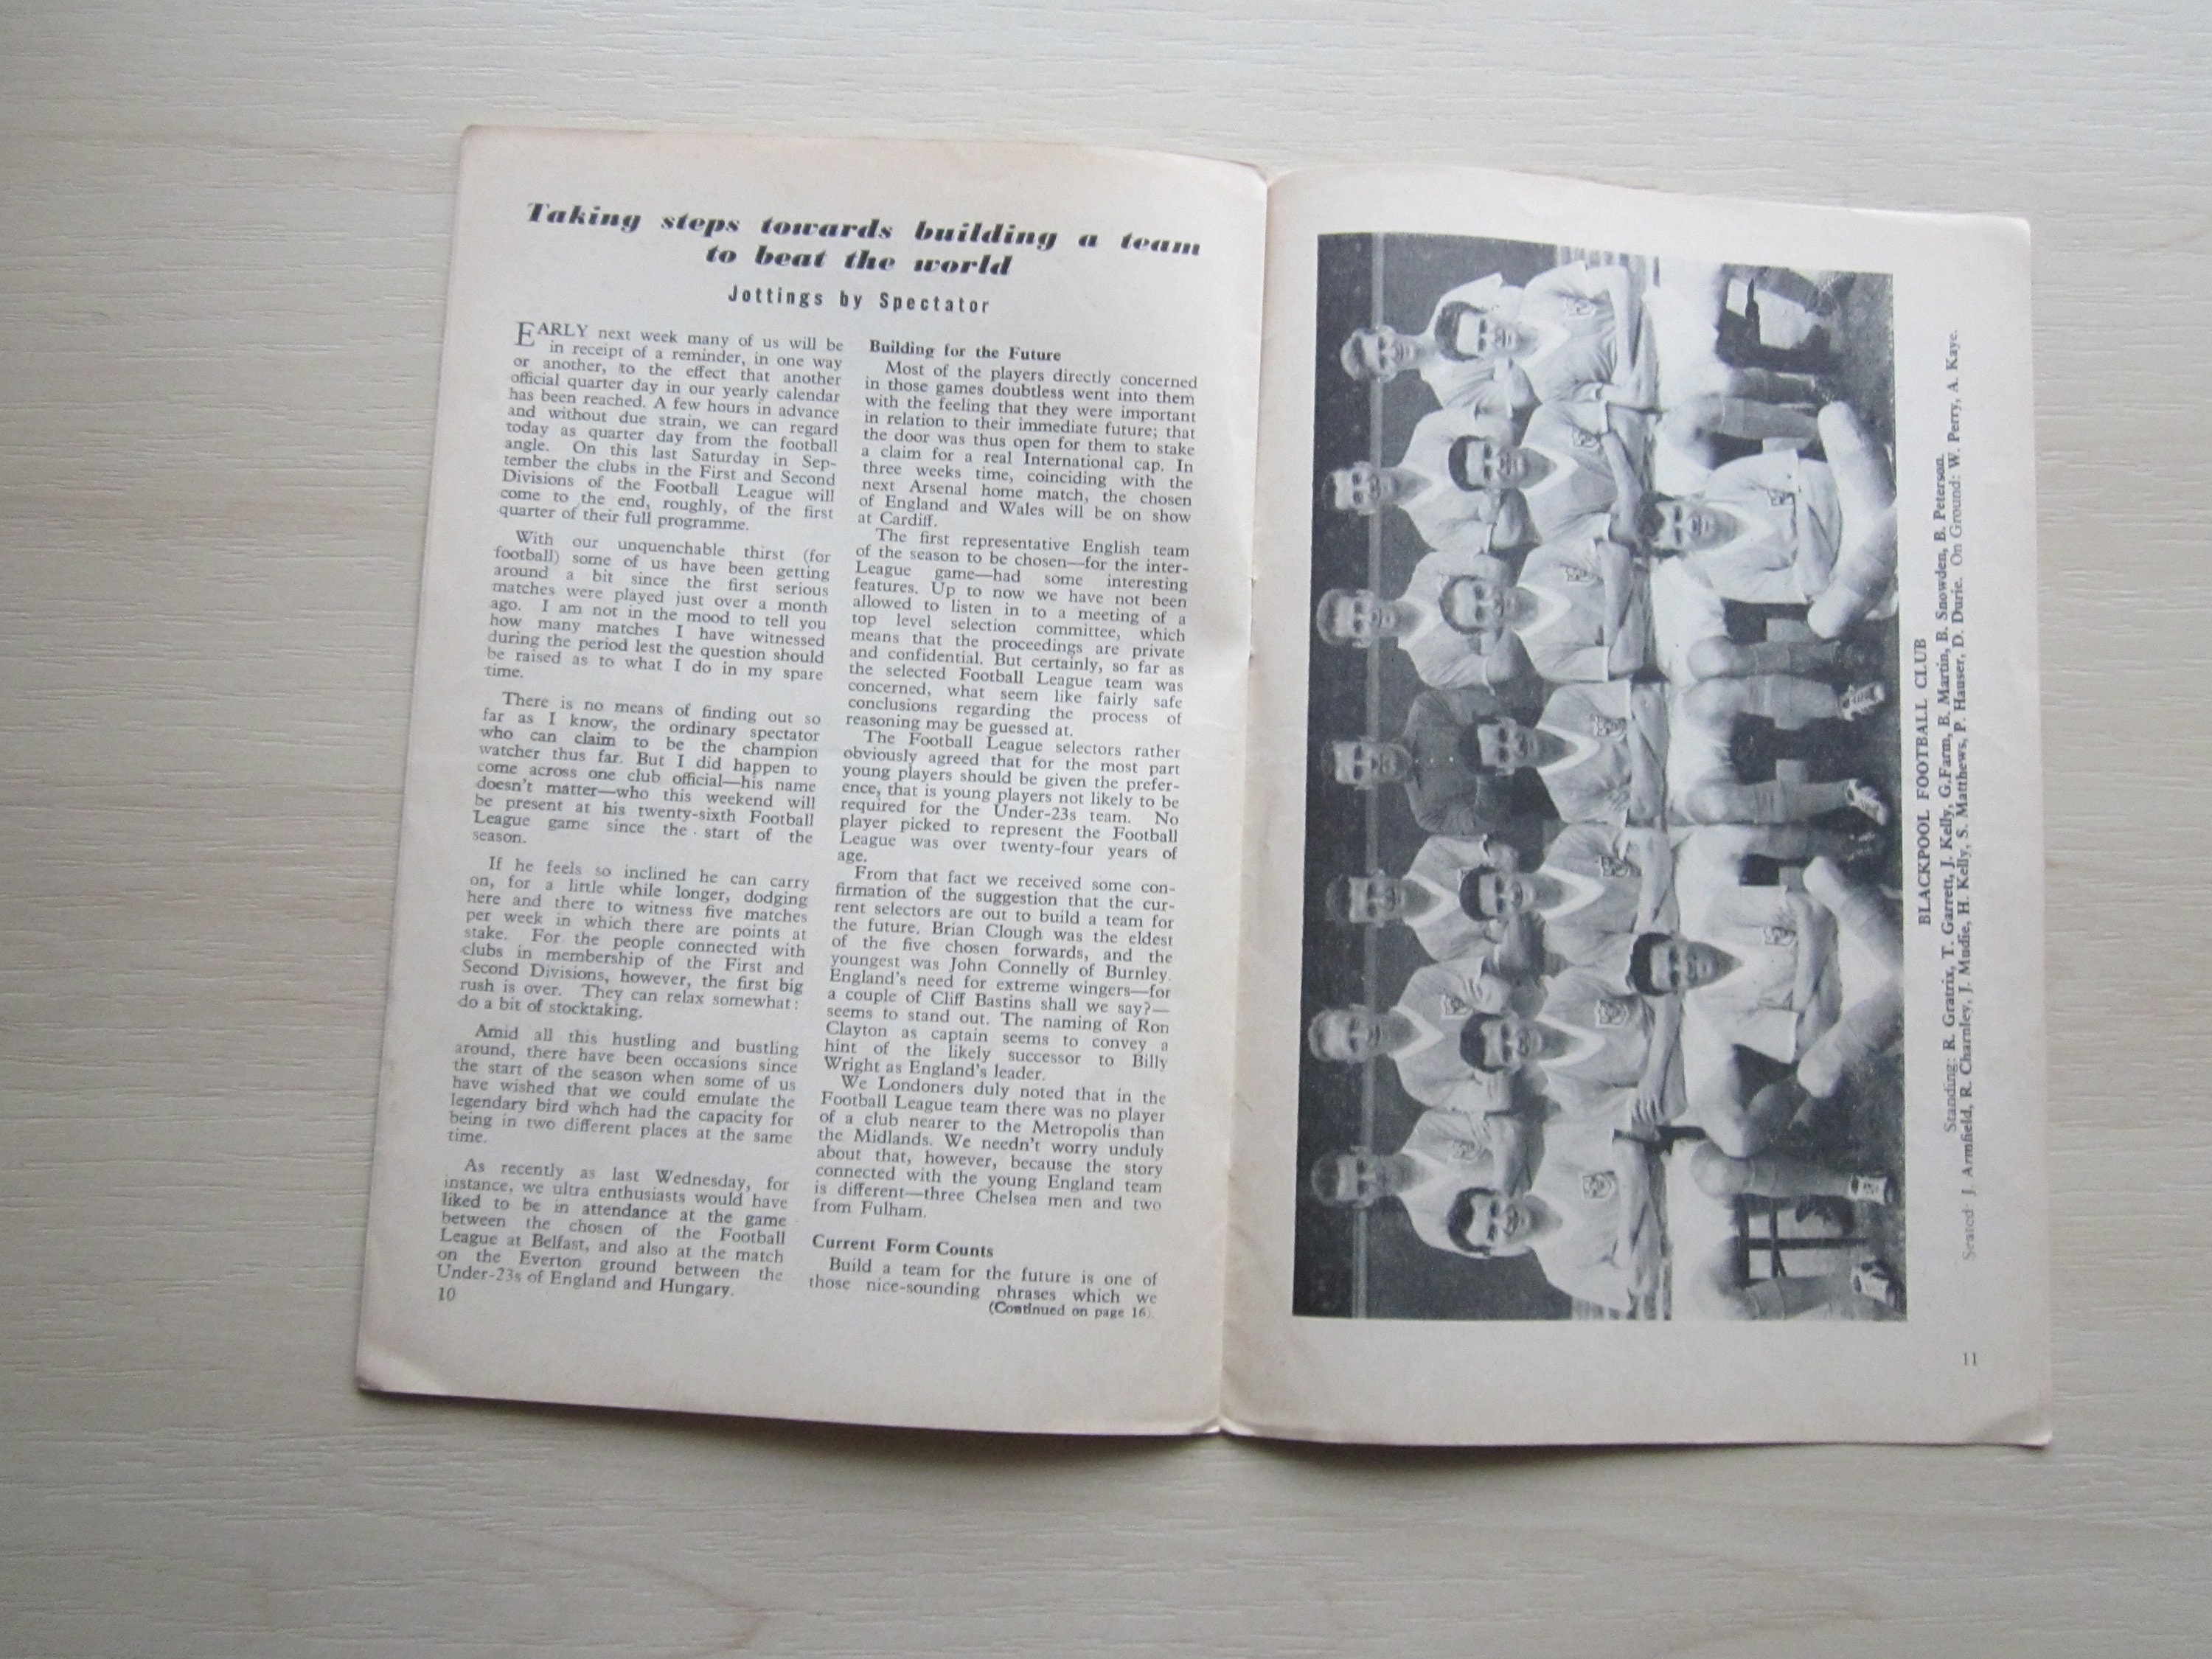 Taking steps towards building a team
to beat the world
Jottings by Spectator
EARLY next week many of us will be
in receipt of a reminder, in one way
or another, to the effect that another
official quarter day in our yearly calendar
has been reached. A few hours in advance
and without due strain, we can regard
today as quarter day from the football
angle. On this last Saturday in Sep-
tember the clubs in the First and Second
Divisions of the Football League will
come to the end, roughly, of the first
quarter of their full programme.
With our unquenchable thirst (for
football) some of us have been getting
around a bit since the first serious
matches were played just over a month
ago. I am not in the mood to tell you
how many matches I have witnessed
during the period lest the question should
be raised as to what I do in my spare
time.
There is no means of finding out so
far as I know, the ordinary spectator
who can claim to be the champion
watcher thus far. But I did happen to
come across one club official—his name
doesn't matter—who this weekend will
be present at his twenty-sixth Football
League game since the start of the
season.
If he feels so inclined he can carry
on, for a little while longer, dodging
here and there to witness five matches
per week in which there are points at
stake. For the people connected with
clubs in membership of the First and
Second Divisions, however, the first big
rush is over. They can relax somewhat:
do a bit of stocktaking.
Amid all this hustling and bustling
around, there have been occasions since
the start of the season when some of us
have wished that we could emulate the
legendary bird whch had the capacity for
being in two different places at the same
time.
As recently as last Wednesday, for
instance, we ultra enthusiasts would have
liked to be in attendance at the game
between the chosen of the Football
League at Belfast, and also at the match
on the Everton ground between the
Under-23s of England and Hungary.
10
Building for the Future
Most of the players directly concerned
in those games doubtless went into them
with the feeling that they were important
in relation to their immediate future; that
the door was thus open for them to stake
a claim for a real International cap. In
three weeks time, coinciding with the
next Arsenal home match, the chosen
of England and Wales will be on show
at Cardiff.
The first representative English team
of the season to be chosen—for the inter-
League game—had some interesting
features. Up to now we have not been
allowed to listen in to a meeting of a
top level selection committee, which
means that the proceedings are private
and confidential. But certainly, so far as
the selected Football League team was
concerned, what seem like fairly safe
conclusions regarding the process of
reasoning may be guessed at.
The Football League selectors rather
obviously agreed that for the most part
young players should be given the prefer-
ence, that is young players not likely to be
required for the Under-23s team. No
player picked to represent the Football
League was over twenty-four years of
age.
From that fact we received some con-
firmation of the suggestion that the cur-
rent selectors are out to build a team for
the future. Brian Clough was the eldest
of the five chosen forwards, and the
youngest was John Connelly of Burnley.
England's need for extreme wingers—for
a couple of Cliff Bastins shall we say?—
seems to stand out. The naming of Ron
Clayton as captain seems to convey a
hint of the likely successor to Billy
Wright as England's leader.
We Londoners duly noted that in the
Football League team there was no player
of a club nearer to the Metropolis than
the Midlands. We needn't worry unduly
about that, however, because the story
connected with the young England team
is different—three Chelsea men and two
from Fulham.
Current Form Counts
Build a team for the future is one of
those nice-sounding phrases which we
(Continued on page 16).
BLACKPOOL FOOTBALL CLUB
Standing: R. Gratrix, T. Garrett, J. Kelly, G. Farm, B. Martin, B. Snowden, B. Peterson.
Seated: J. Armfield, R. Charnley, J. Mudie, H. Kelly, S. Matthews, P. Hauser, D. Durie. On Ground: W. Perry, A. Kaye.
11